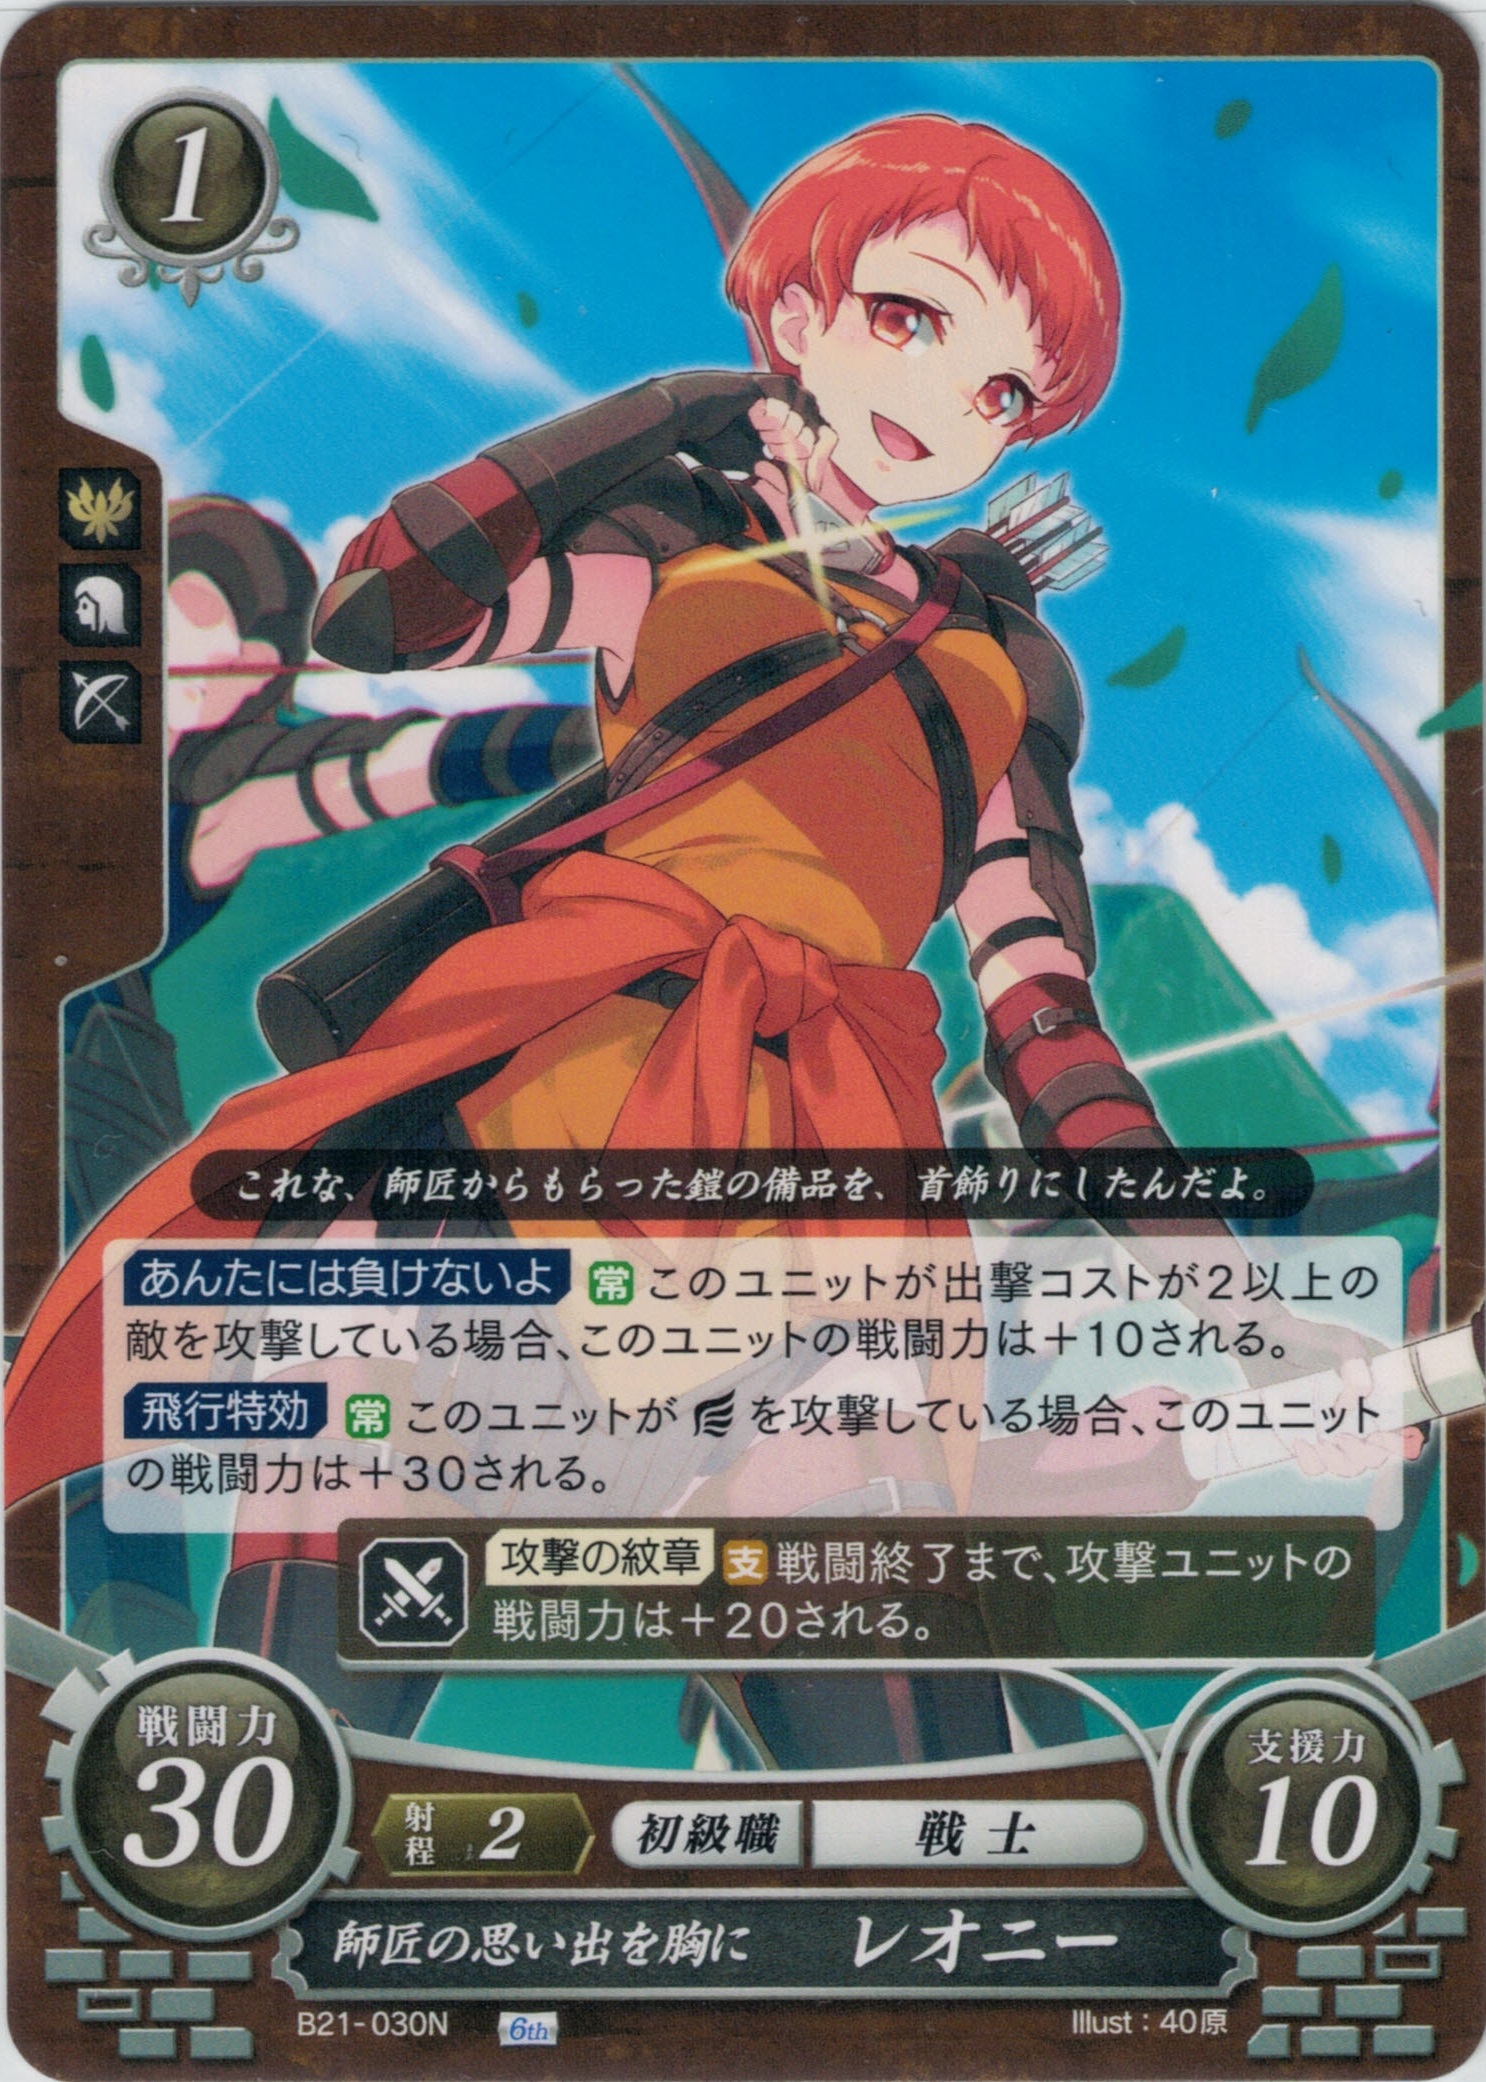 1
これな、師匠からもらった鎧の備品を、首飾りにしたんだよ。
あんたには負けないよ 常 このユニットが出撃コストが2以上の
敵を攻撃している場合、このユニットの戦闘力は+10される。
飛行特効 常 このユニットが を攻撃している場合、このユニット
の戦闘力は+30される。
攻撃の紋章 支 戦闘終了まで、攻撃ユニットの
戦闘力は+20される。
戦闘力
30
射程 2
初級職 戦士
支援力
10
師匠の思い出を胸に レオニー
B21-030N 6th Illust:40原